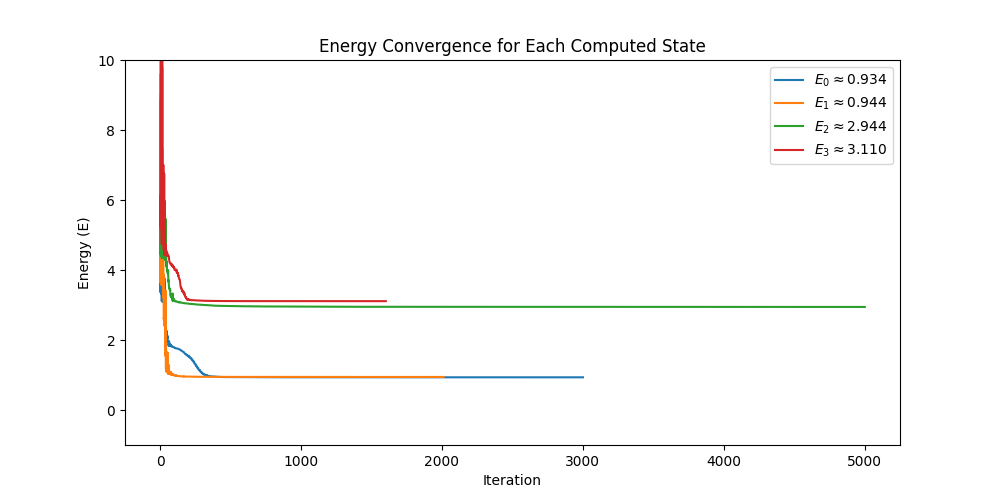 Energy Convergence for Each Computed State
10
8
6
4
2
0
Energy (E)
0 1000 2000 3000 4000 5000
Iteration
E₀ ≈ 0.934
E₁ ≈ 0.944
E₂ ≈ 2.944
E₃ ≈ 3.110